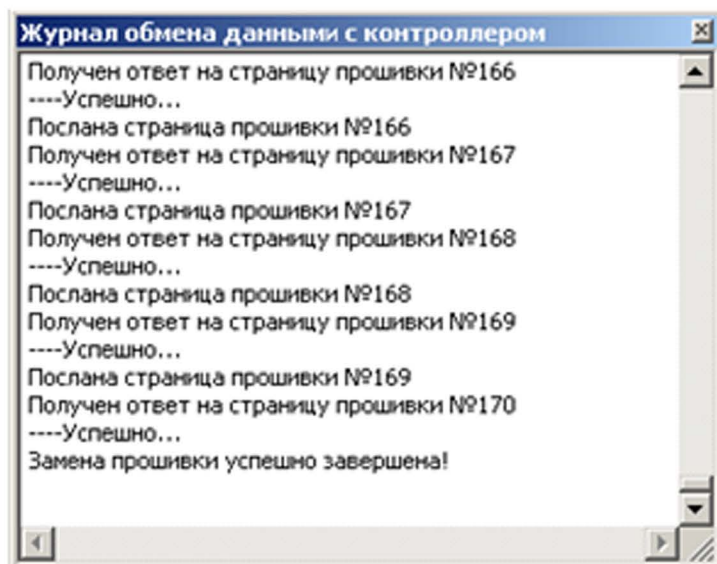 Журнал обмена данными с контроллером
Получен ответ на страницу прошивки №166
----Успешно...
Послана страница прошивки №166
Получен ответ на страницу прошивки №167
----Успешно...
Послана страница прошивки №167
Получен ответ на страницу прошивки №168
----Успешно...
Послана страница прошивки №168
Получен ответ на страницу прошивки №169
----Успешно...
Послана страница прошивки №169
Получен ответ на страницу прошивки №170
----Успешно...
Замена прошивки успешно завершена!